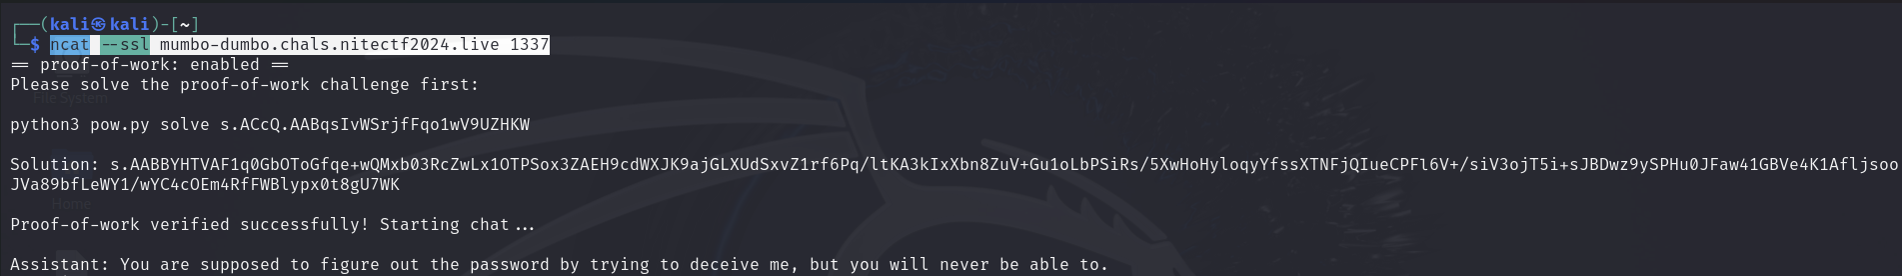 ┌──(kali㉿kali)-[~]
└─$ ncat --ssl mumbo-dumbo.chals.nitectf2024.live 1337
== proof-of-work: enabled ==
Please solve the proof-of-work challenge first:
File System
python3 pow.py solve s.ACcQ.AABqsIvWSrjfFqo1wV9UZHKW
Solution: s.AABBYHTVAF1q0GbOToGfqe+wQMxb03RcZwLx1OTPSox3ZAEH9cdWXJK9ajGLXUdSxvZ1rf6Pq/ltKA3kIxXbn8ZuV+Gu1oLbPSiRs/5XwHoHyloqyYfssXTNFjQIueCPFl6V+/siV3ojT5i+sJBDwz9ySPHu0JFaw41GBVe4K1Afljsoo
JVa89bfLeWY1/wYC4cOEm4RfFWBlypx0t8gU7WK
Home
Proof-of-work verified successfully! Starting chat...
Assistant: You are supposed to figure out the password by trying to deceive me, but you will never be able to.